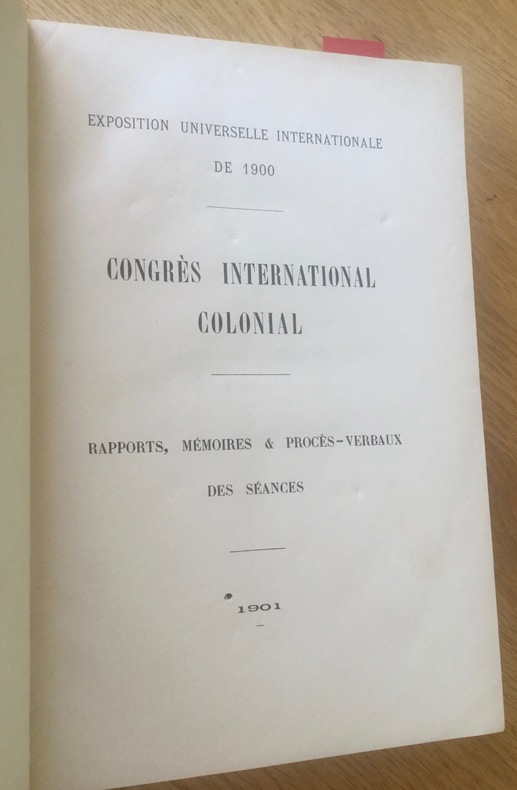 EXPOSITION UNIVERSELLE INTERNATIONALE
DE 1900
CONGRÈS INTERNATIONAL
COLONIAL
RAPPORTS, MÉMOIRES & PROCÈS-VERBAUX
DES SÉANCES
1901